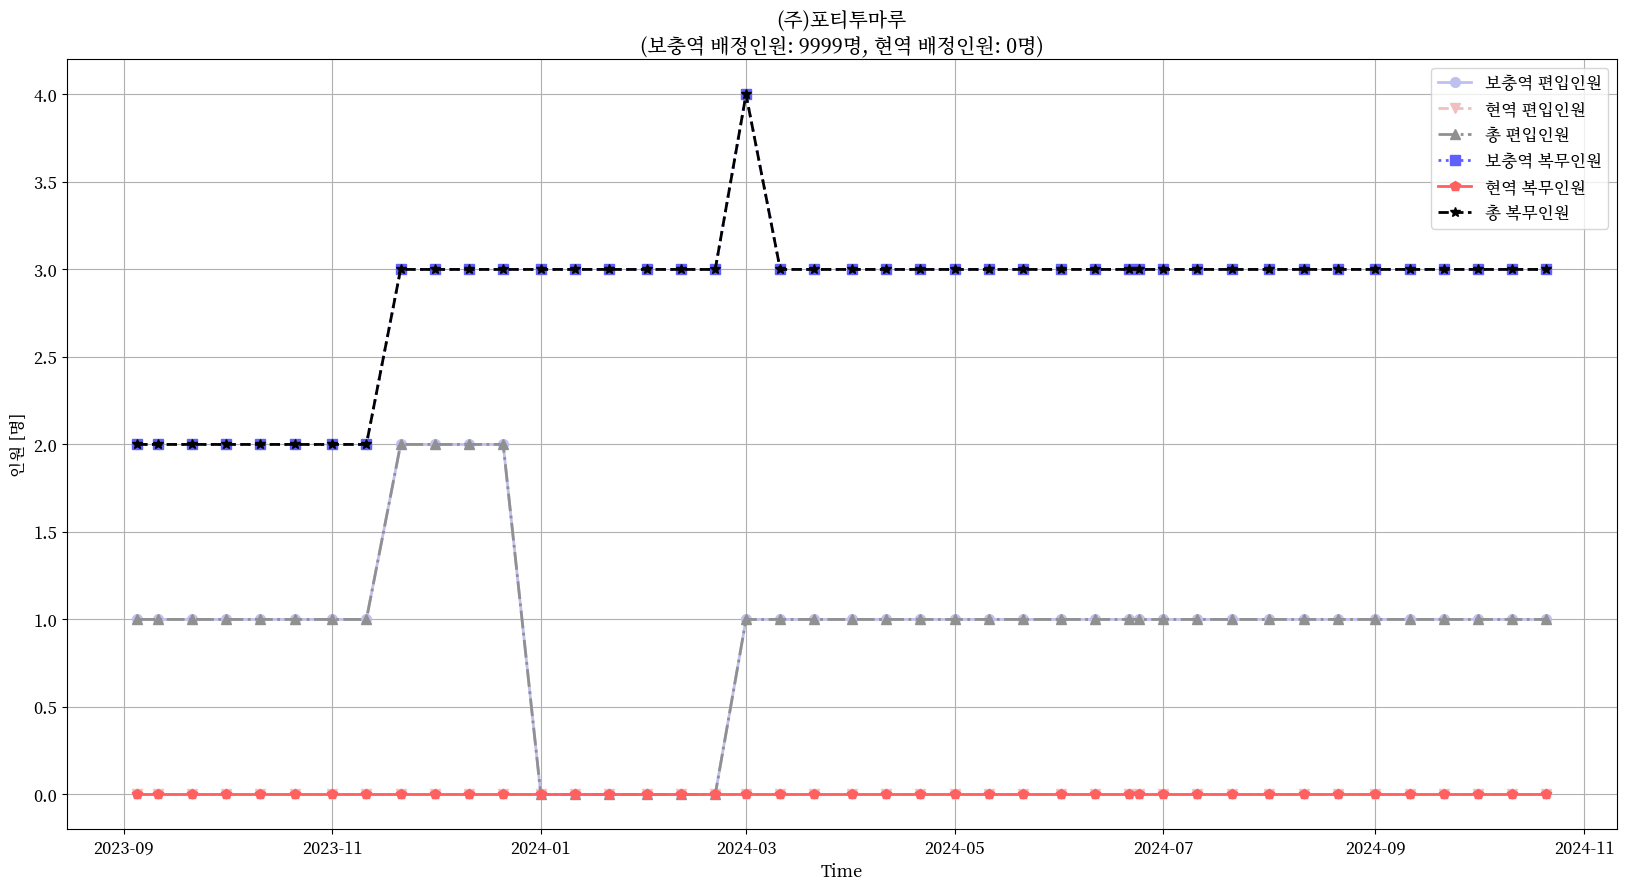 (주)포티투마루
(보충역 배정인원: 9999명, 현역 배정인원: 0명)
보충역 편입인원
현역 편입인원
총 편입인원
보충역 복무인원
현역 복무인원
총 복무인원
인원 [명]
4.0
3.5
3.0
2.5
2.0
1.5
1.0
0.5
0.0
2023-09 2023-11 2024-01 2024-03 2024-05 2024-07 2024-09 2024-11
Time